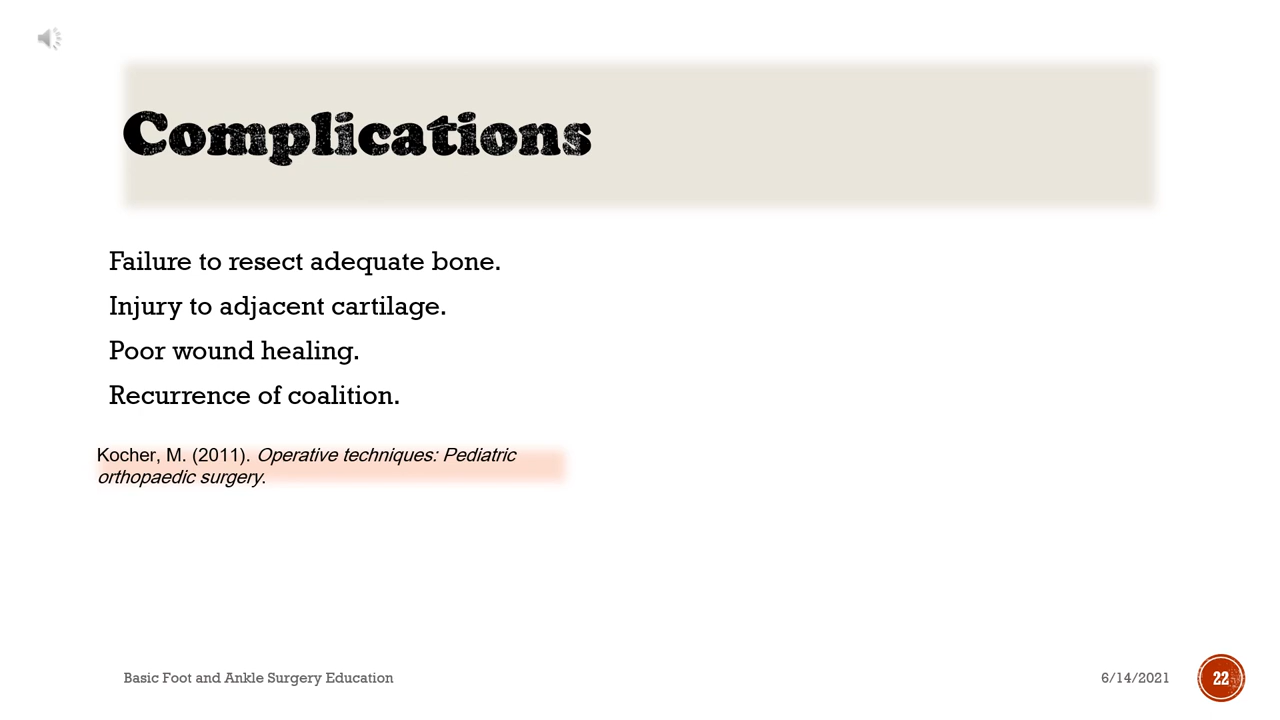 Complications
Failure to resect adequate bone.
Injury to adjacent cartilage.
Poor wound healing.
Recurrence of coalition.
Kocher, M. (2011). Operative techniques: Pediatric
orthopaedic surgery.
Basic Foot and Ankle Surgery Education
6/14/2021
22